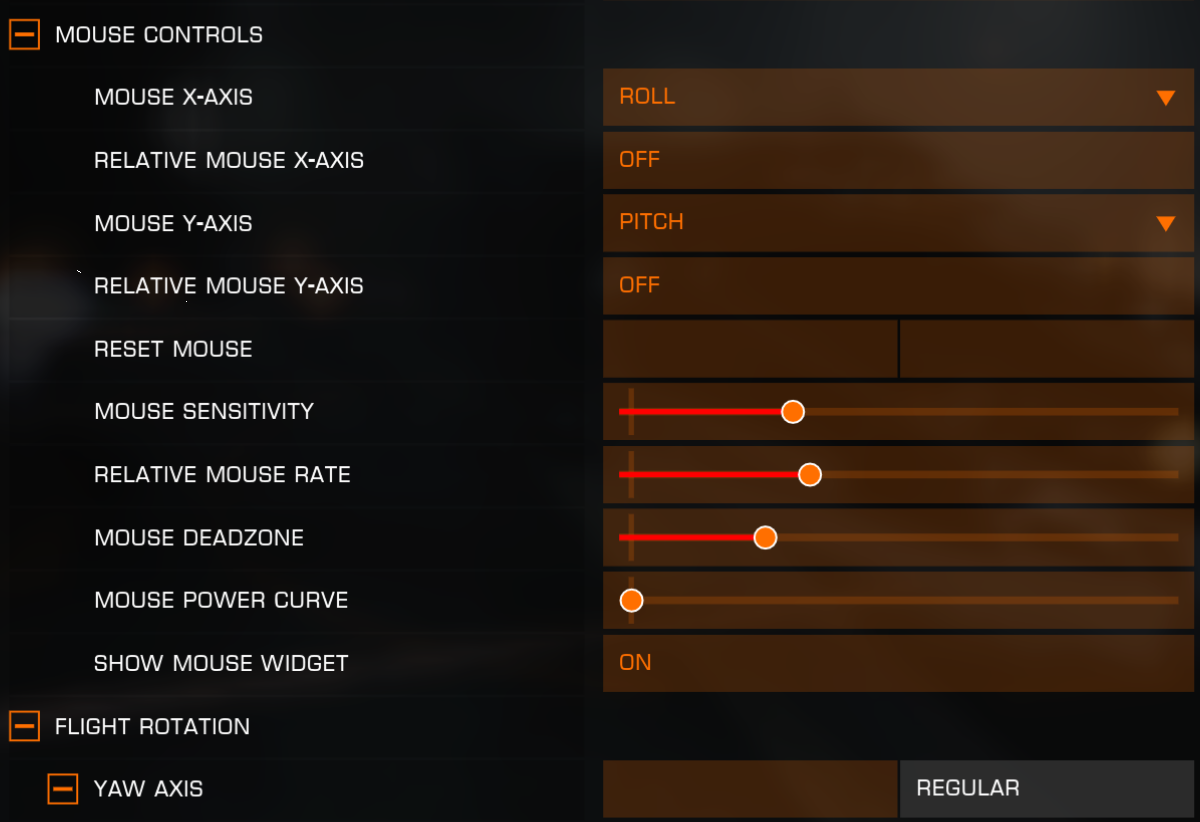 MOUSE CONTROLS
MOUSE X-AXIS ROLL
RELATIVE MOUSE X-AXIS OFF
MOUSE Y-AXIS PITCH
RELATIVE MOUSE Y-AXIS OFF
RESET MOUSE
MOUSE SENSITIVITY
RELATIVE MOUSE RATE
MOUSE DEADZONE
MOUSE POWER CURVE
SHOW MOUSE WIDGET ON
FLIGHT ROTATION
YAW AXIS REGULAR